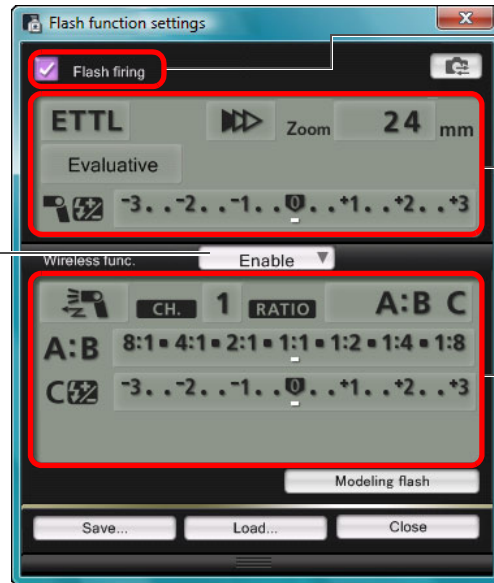 Flash function settings
Flash firing
ETTL Zoom 24 mm
Evaluative
-3..-2..-1..0..+1..+2..+3
Wireless func. Enable
CH. 1 RATIO A:B C
A:B 8:1 4:1 2:1 1:1 1:2 1:4 1:8
C -3..-2..-1..0..+1..+2..+3
Modeling flash
Save... Load... Close